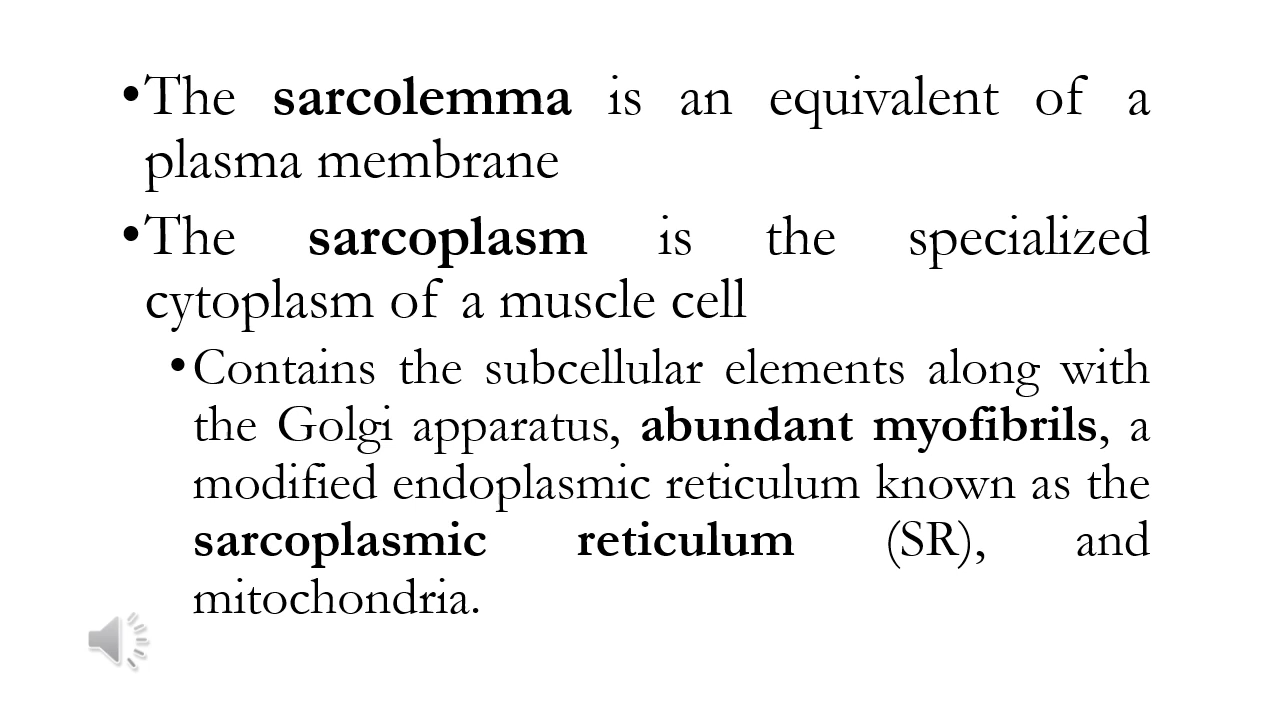 •The sarcolemma is an equivalent of a
plasma membrane
•The sarcoplasm is the specialized
cytoplasm of a muscle cell
•Contains the subcellular elements along with
the Golgi apparatus, abundant myofibrils, a
modified endoplasmic reticulum known as the
sarcoplasmic reticulum (SR), and
mitochondria.